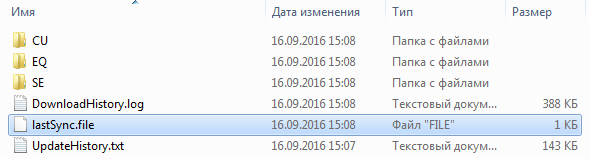 Имя Дата изменения Тип Размер
CU 16.09.2016 15:08 Папка с файлами
EQ 16.09.2016 15:08 Папка с файлами
SE 16.09.2016 15:08 Папка с файлами
DownloadHistory.log 16.09.2016 15:08 Текстовый докум... 388 КБ
lastSync.file 16.09.2016 15:08 Файл "FILE" 1 КБ
UpdateHistory.txt 16.09.2016 15:07 Текстовый докум... 143 КБ